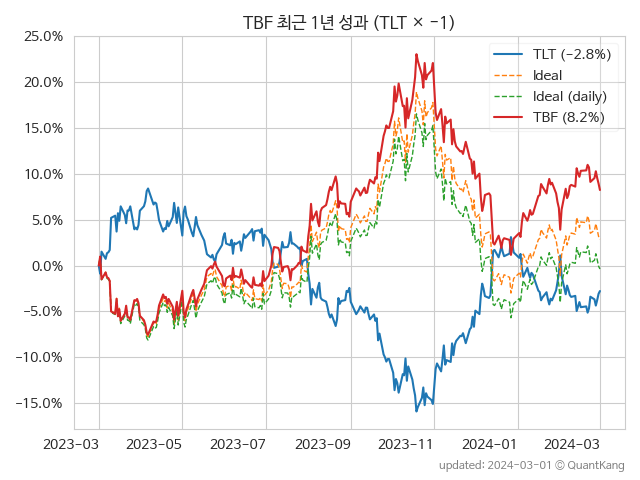 TBF 최근 1년 성과 (TLT × −1)
25.0%
20.0%
15.0%
10.0%
5.0%
0.0%
−5.0%
−10.0%
−15.0%
TLT (−2.8%)
Ideal
Ideal (daily)
TBF (8.2%)
2023−03 2023−05 2023−07 2023−09 2023−11 2024−01 2024−03
updated: 2024−03−01 © QuantKang